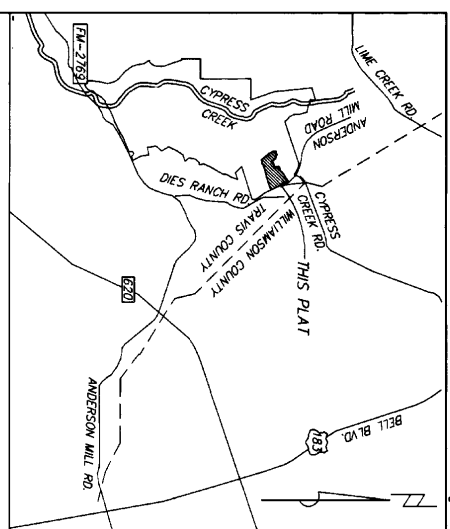 LIME CREEK RD.
FM-2769
CYPRESS
CREEK
ANDERSON
MILL ROAD
DIES RANCH RD.
CYPRESS
CREEK RD.
TRAVIS COUNTY
WILLIAMSON COUNTY
THIS PLAT
620
ANDERSON MILL RD.
BELL BLVD.
183
N